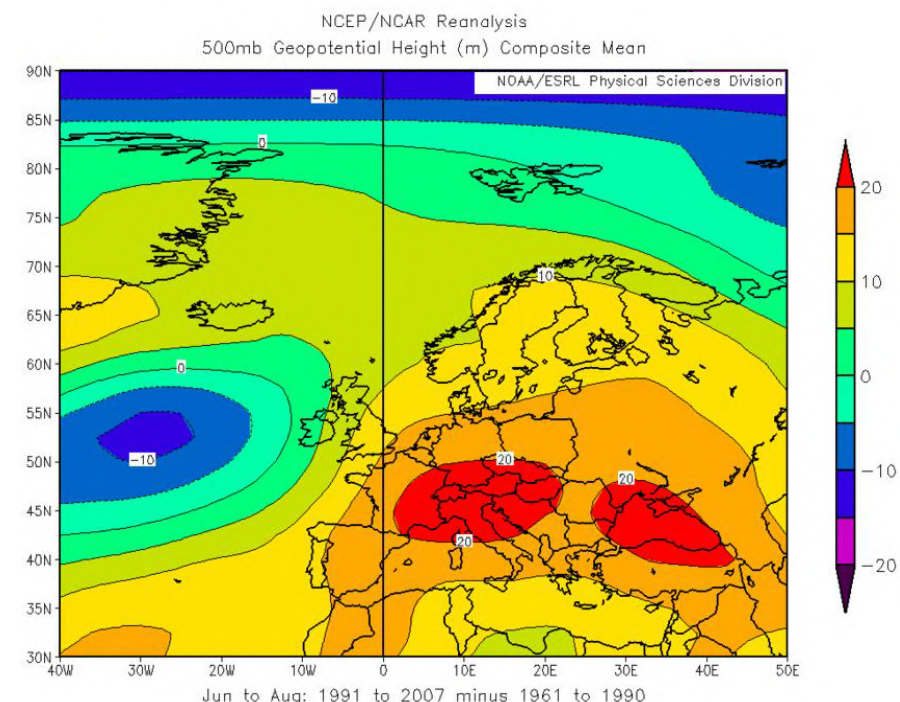 NCEP/NCAR Reanalysis
500mb Geopotential Height (m) Composite Mean
90N
NOAA/ESRL Physical Sciences Division
-10
85N
0
80N
75N
70N
10
65N
60N
0
55N
50N
20
-10
20
45N
20
40N
35N
30N
40W 30W 20W 10W 0 10E 20E 30E 40E 50E
20
10
0
-10
-20
Jun to Aug: 1991 to 2007 minus 1961 to 1990